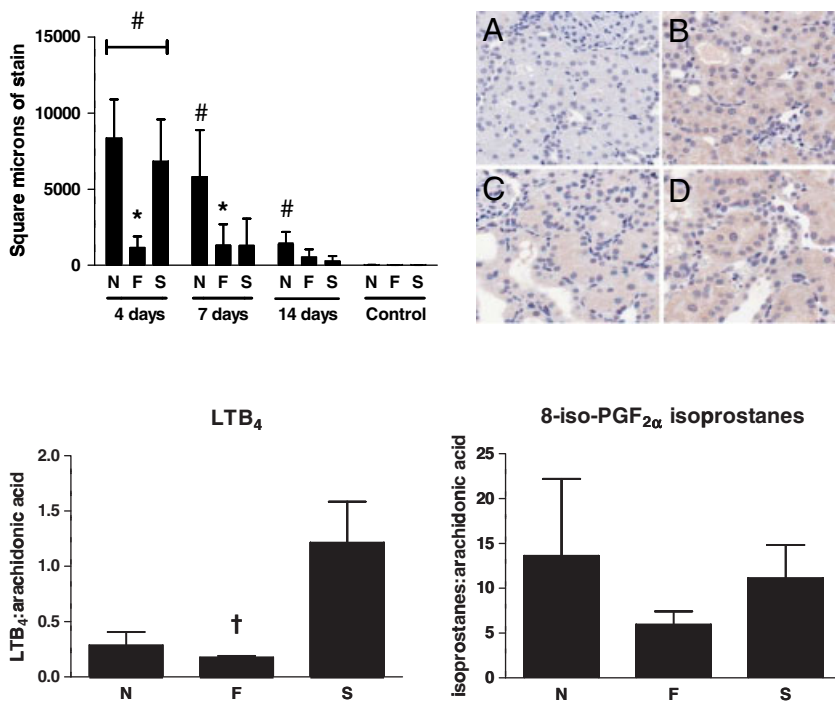 15000
10000
5000
0
Square microns of stain
#
*
#
*
#
N F S N F S N F S N F S
4 days 7 days 14 days Control
A B
C D
LTB₄
2.0
1.5
1.0
0.5
0.0
LTB₄:arachidonic acid
†
N F S
8-iso-PGF₂α isoprostanes
25
20
15
10
5
0
isoprostanes:arachidonic acid
N F S